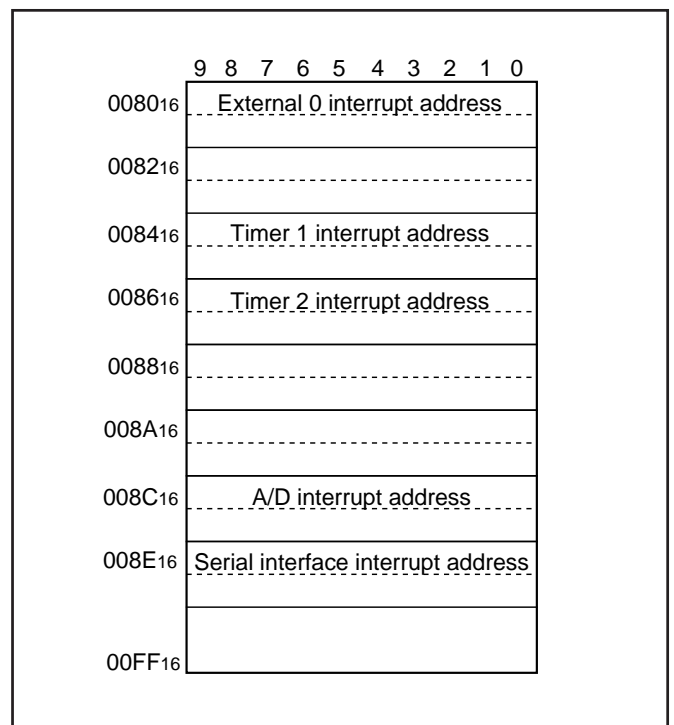 9 8 7 6 5 4 3 2 1 0
0080₁₆ External 0 interrupt address
0082₁₆
0084₁₆ Timer 1 interrupt address
0086₁₆ Timer 2 interrupt address
0088₁₆
008A₁₆
008C₁₆ A/D interrupt address
008E₁₆ Serial interface interrupt address
00FF₁₆